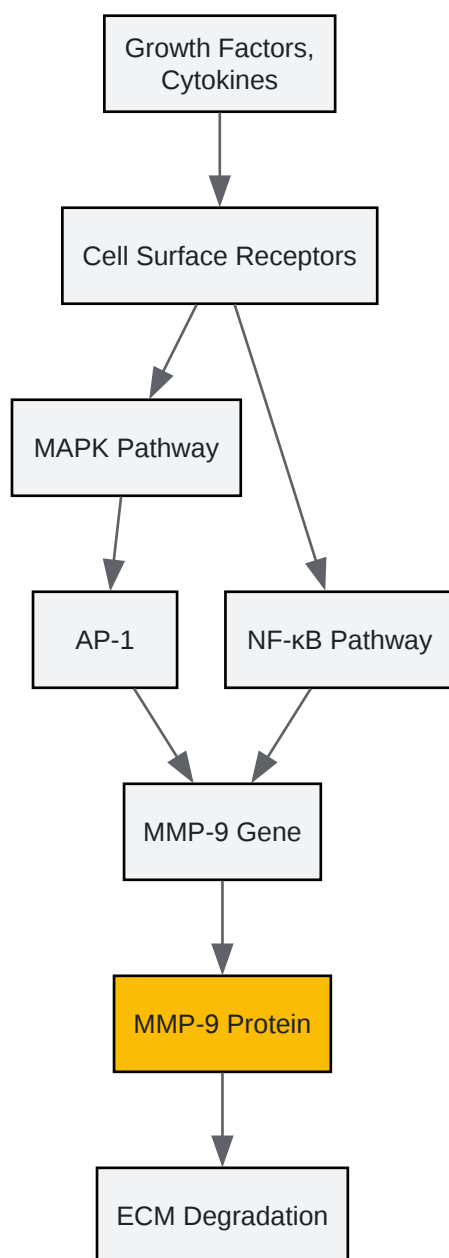 Growth Factors,
Cytokines
Cell Surface Receptors
MAPK Pathway
AP-1
NF-κB Pathway
MMP-9 Gene
MMP-9 Protein
ECM Degradation